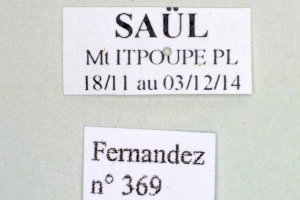 SAÜL
Mt ITPOUPE PL
18/11 au 03/12/14
Fernandez
n° 369